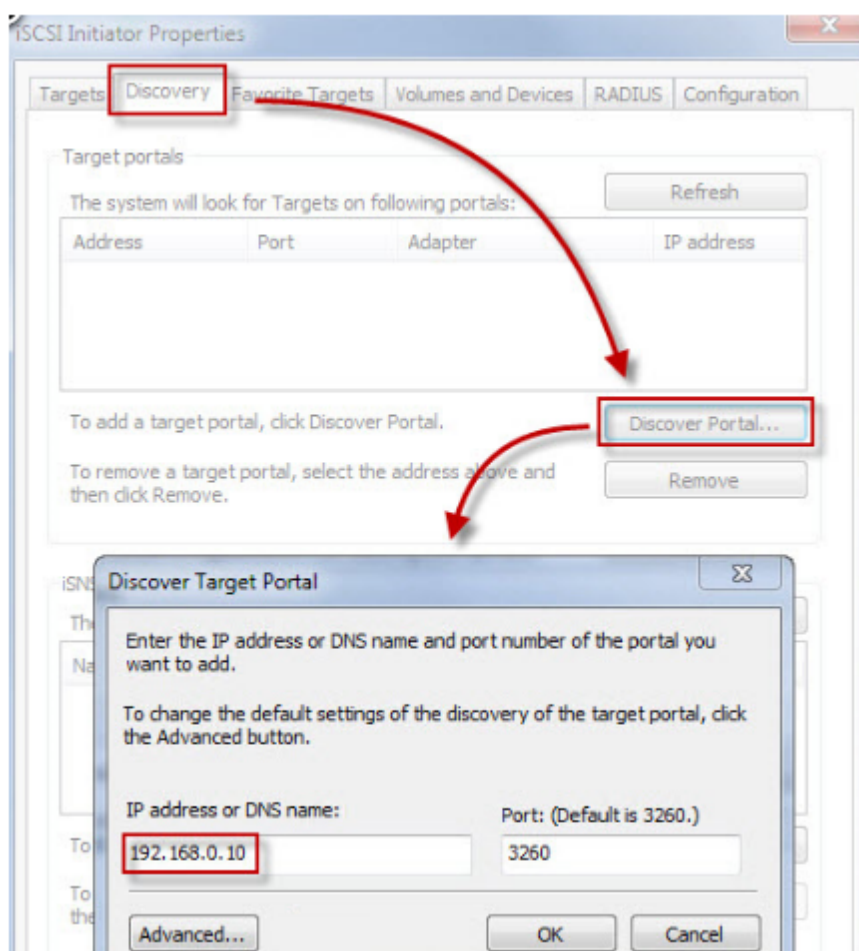 iSCSI Initiator Properties
Targets Discovery Favorite Targets Volumes and Devices RADIUS Configuration
Target portals
The system will look for Targets on following portals:
Refresh
Address Port Adapter IP address
To add a target portal, click Discover Portal.
Discover Portal...
To remove a target portal, select the address above and
then click Remove.
Remove
iSNS
Discover Target Portal
Enter the IP address or DNS name and port number of the portal you
want to add.
To change the default settings of the discovery of the target portal, click
the Advanced button.
IP address or DNS name:
Port: (Default is 3260.)
To
192.168.0.10
3260
To
the
Advanced...
OK
Cancel